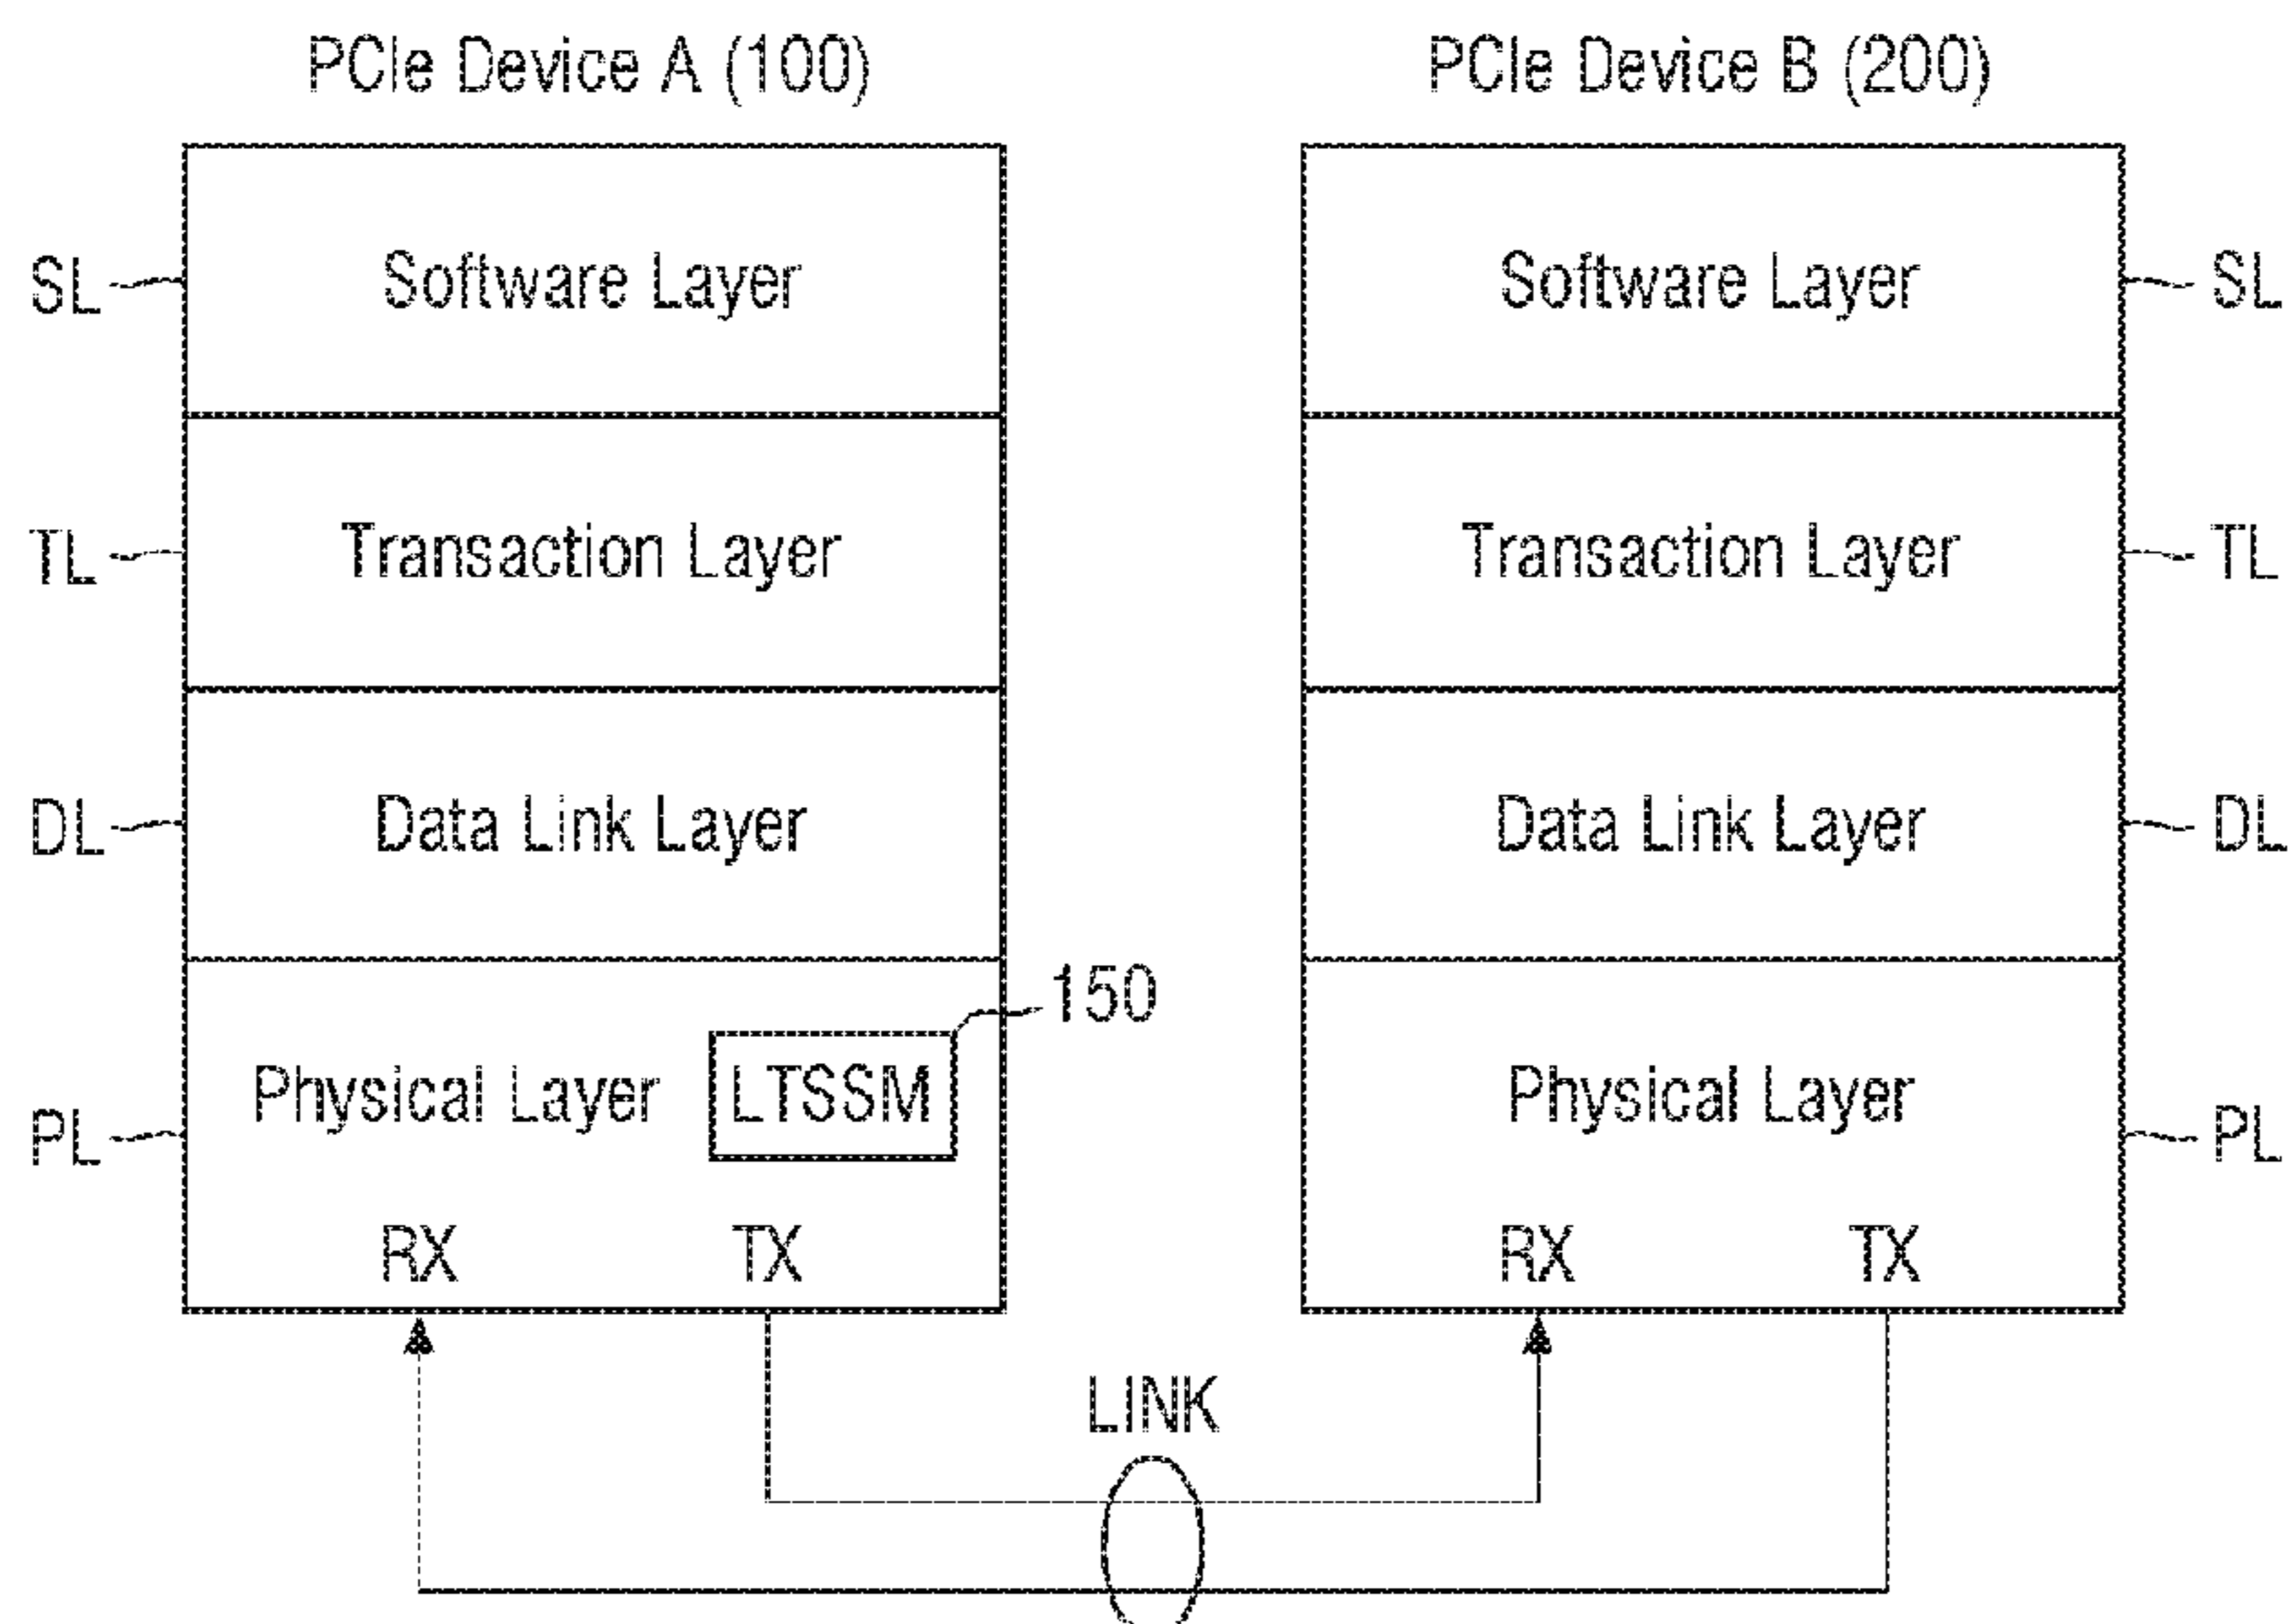 PCIe Device A (100)
PCIe Device B (200)
SL
Software Layer
Software Layer
SL
TL
Transaction Layer
Transaction Layer
TL
DL
Data Link Layer
Data Link Layer
DL
150
PL
Physical Layer
LTSSM
Physical Layer
PL
RX
TX
RX
TX
LINK